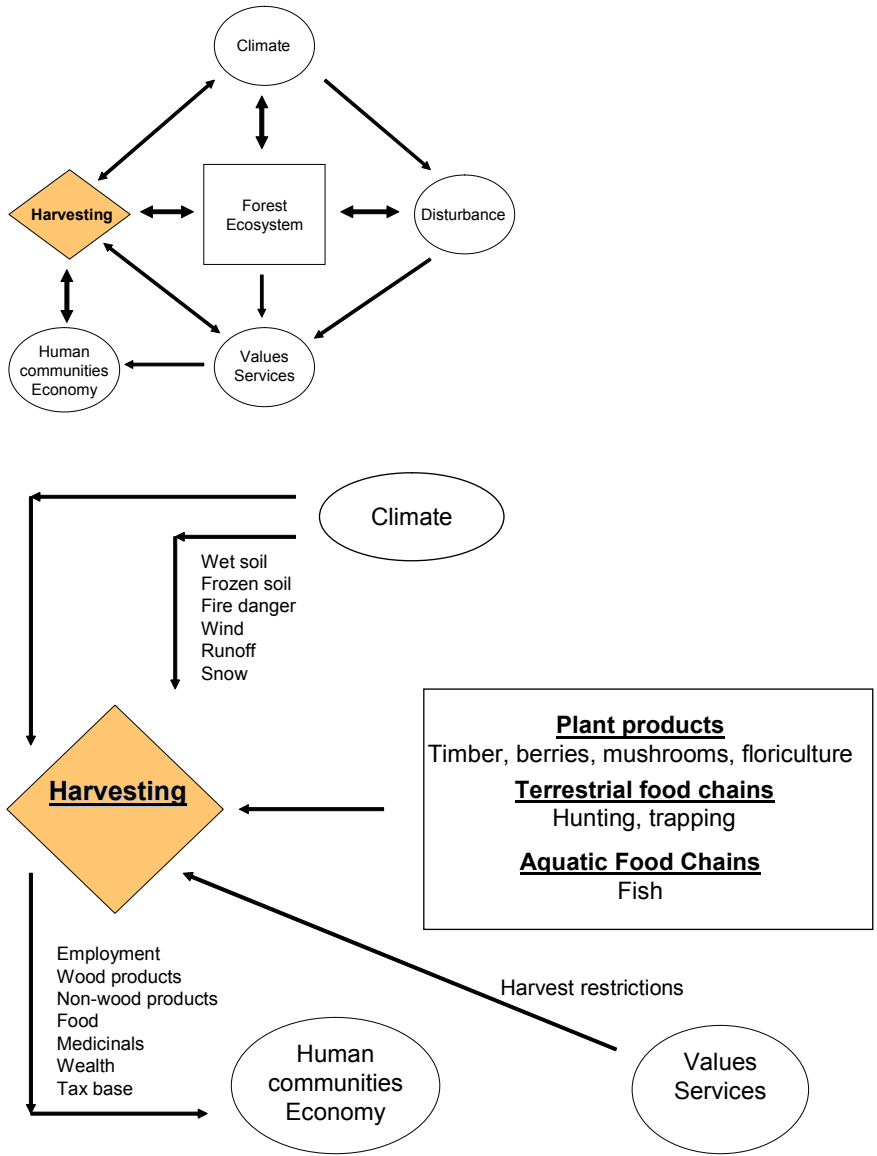 Climate
Harvesting
Forest
Ecosystem
Disturbance
Human
communities
Economy
Values
Services
Climate
Wet soil
Frozen soil
Fire danger
Wind
Runoff
Snow
Plant products
Timber, berries, mushrooms, floriculture
Terrestrial food chains
Hunting, trapping
Aquatic Food Chains
Fish
Harvesting
Employment
Wood products
Non-wood products
Food
Medicinals
Wealth
Tax base
Harvest restrictions
Human
communities
Economy
Values
Services